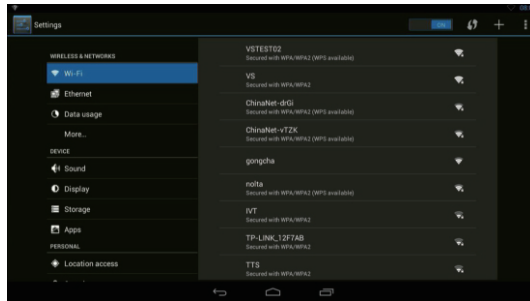 Settings
ON
WIRELESS & NETWORKS
Wi-Fi
Ethernet
Data usage
More...
DEVICE
Sound
Display
Storage
Apps
PERSONAL
Location access
VSTEST02
Secured with WPA/WPA2 (WPS available)
VS
Secured with WPA/WPA2
ChinaNet-drGi
Secured with WPA/WPA2 (WPS available)
ChinaNet-vTZK
Secured with WPA/WPA2 (WPS available)
gongcha
nolta
Secured with WPA/WPA2 (WPS available)
IVT
Secured with WPA/WPA2
TP-LINK_12F7AB
Secured with WPA/WPA2
TTS
Secured with WPA/WPA2